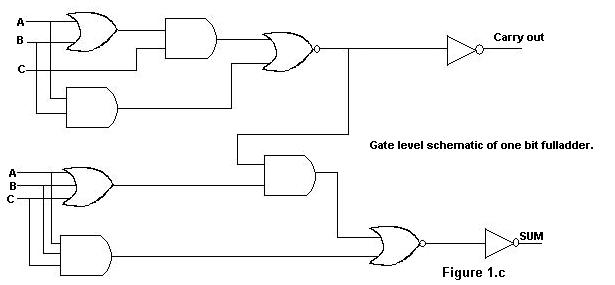 A
B
C
Carry out
Gate level schematic of one bit fulladder.
A
B
C
SUM
Figure 1.c